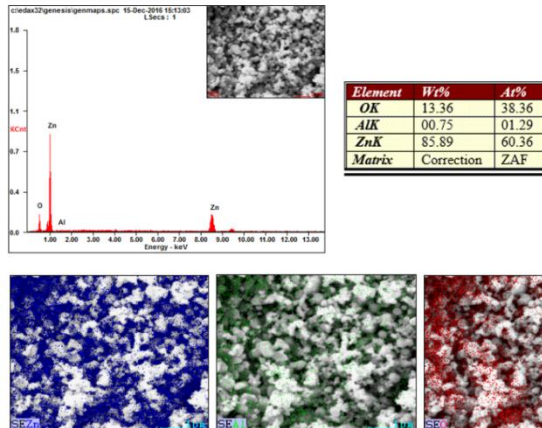 c:\edax32\genesis\genmaps.spc 15-Dec-2016 15:13:03
LSecs : 1
1.8
1.5
1.1
KCnt
0.7
0.4
0.0
Zn
O
Al
Zn
1.00 2.00 3.00 4.00 5.00 6.00 7.00 8.00 9.00 10.00 11.00 12.00 13.00
Energy - keV
Element Wt% At%
OK 13.36 38.36
AlK 00.75 01.29
ZnK 85.89 60.36
Matrix Correction ZAF
SEZn
SEAl
SEO